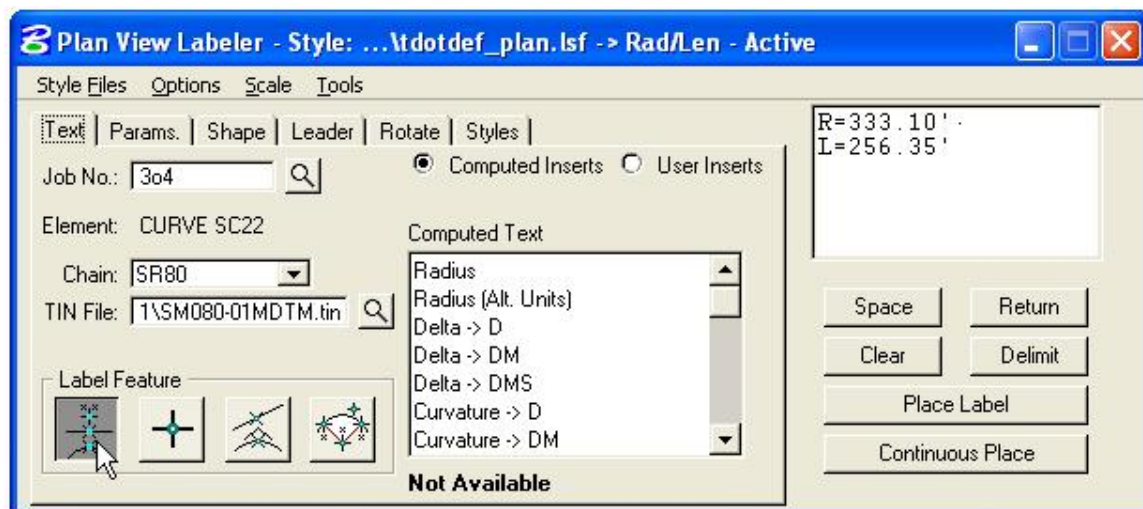 Plan View Labeler - Style: ...\tdotdef_plan.lsf -> Rad/Len - Active
Style Files Options Scale Tools
Text Params. Shape Leader Rotate Styles
Job No.: 3o4
Computed Inserts User Inserts
Element: CURVE SC22
Chain: SR80
TIN File: 1\SM080-01MDTM.tin
Label Feature
Computed Text
Radius
Radius (Alt. Units)
Delta -> D
Delta -> DM
Delta -> DMS
Curvature -> D
Curvature -> DM
Not Available
R=333.10'
L=256.35'
Space Return
Clear Delimit
Place Label
Continuous Place